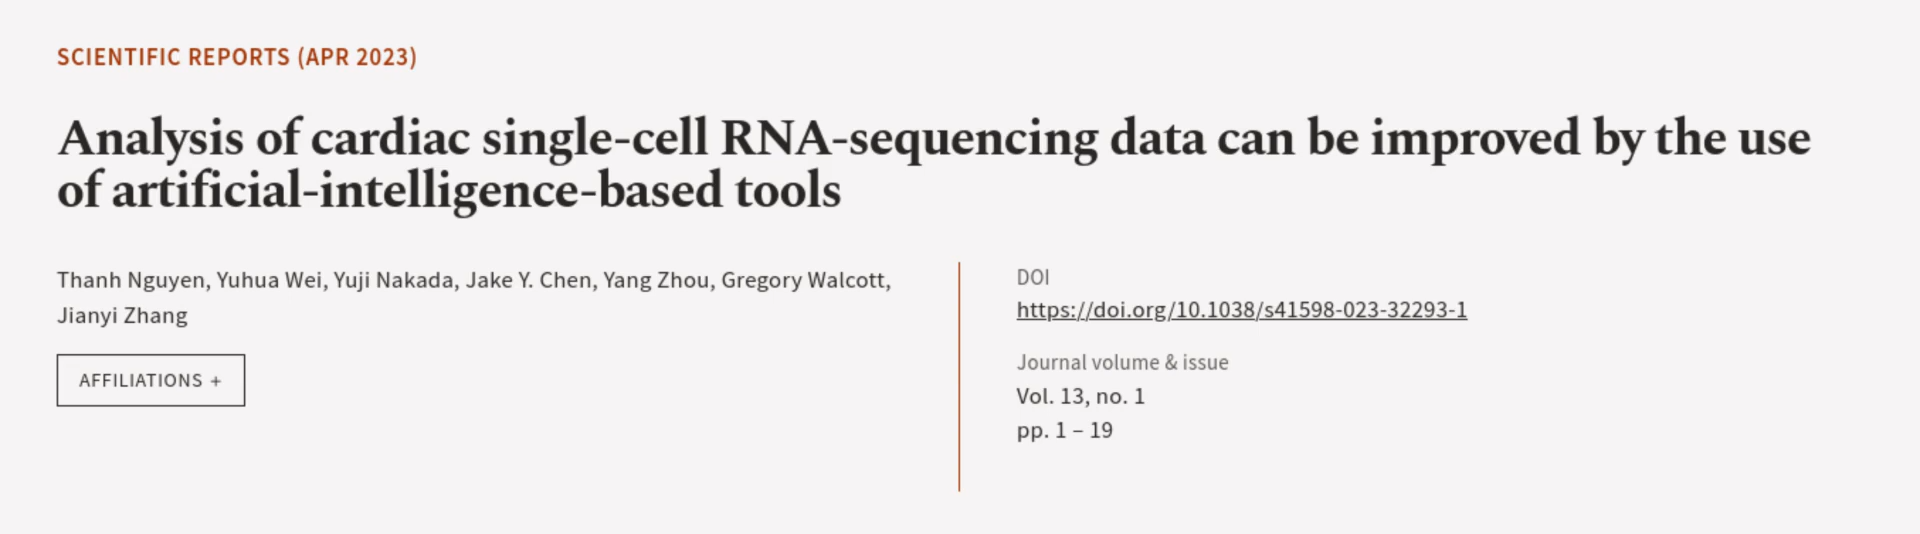 SCIENTIFIC REPORTS (APR 2023)
Analysis of cardiac single-cell RNA-sequencing data can be improved by the use
of artificial-intelligence-based tools
Thanh Nguyen, Yuhua Wei, Yuji Nakada, Jake Y. Chen, Yang Zhou, Gregory Walcott,
Jianyi Zhang
AFFILIATIONS +
DOI
https://doi.org/10.1038/s41598-023-32293-1
Journal volume & issue
Vol. 13, no. 1
pp. 1 – 19